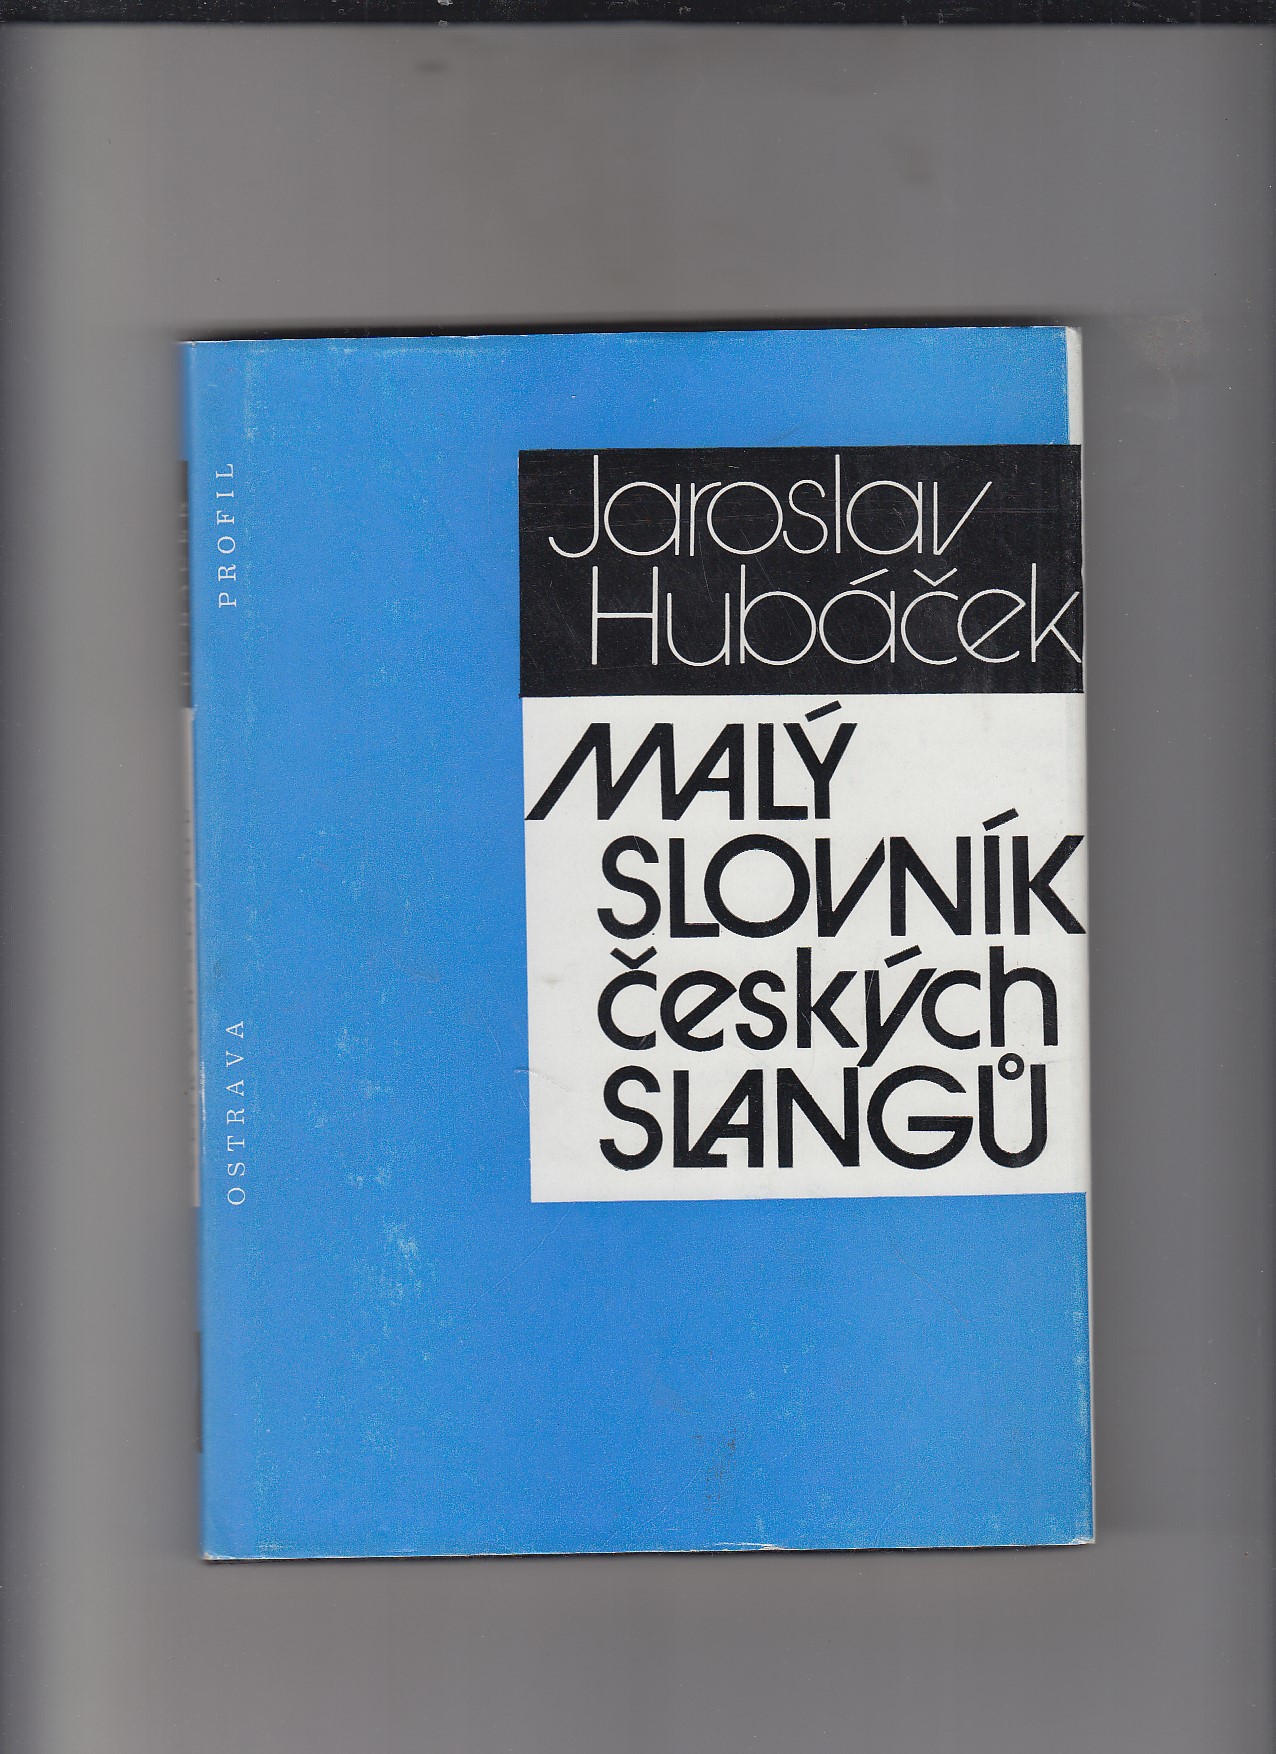 Jaroslav
Hubáček
MALÝ
SLOVNÍK
českých
SLANGŮ
PROFIL
OSTRAVA